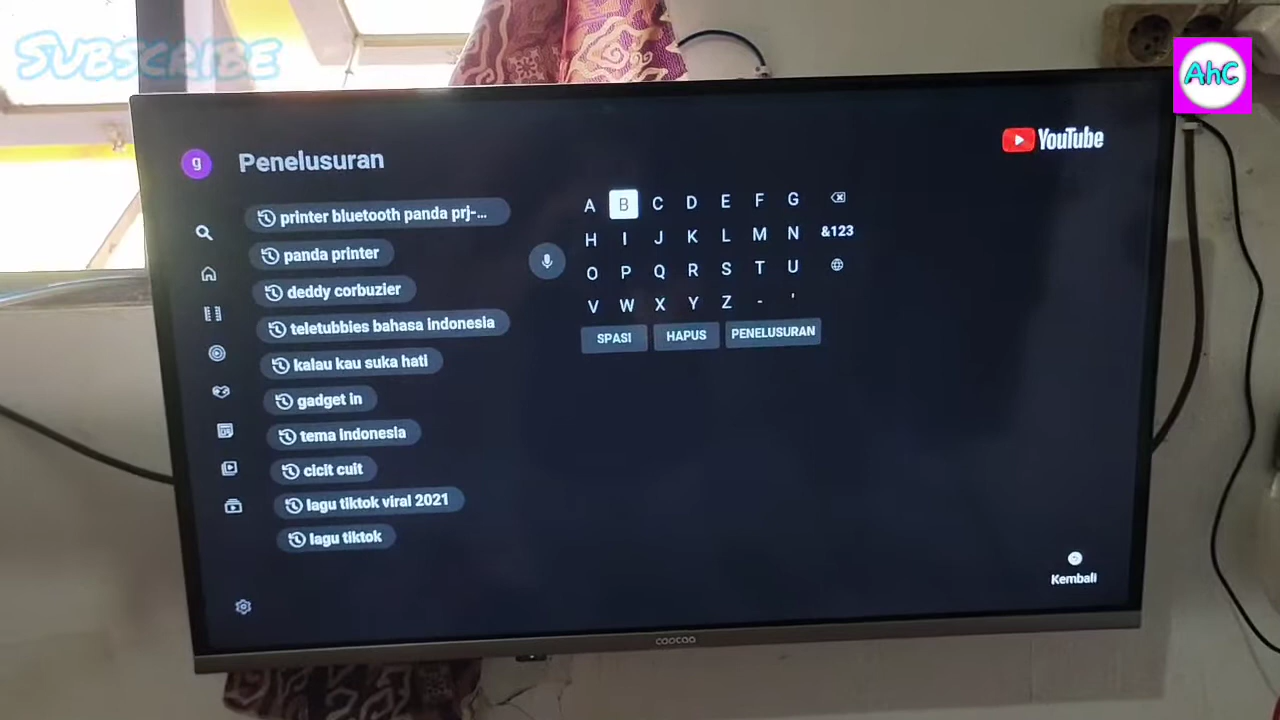 SUBSCRIBE
AhC
YouTube
g
Penelusuran
printer bluetooth panda prj-...
panda printer
deddy corbuzier
teletubbies bahasa indonesia
kalau kau suka hati
gadget in
tema indonesia
cicit cuit
lagu tiktok viral 2021
lagu tiktok
A B C D E F G
H I J K L M N &123
O P Q R S T U
V W X Y Z - '
SPASI HAPUS PENELUSURAN
Kembali
coocaa